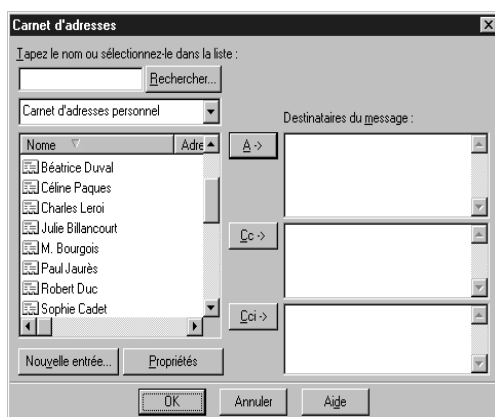 Carnet d'adresses
Tapez le nom ou sélectionnez-le dans la liste :
Rechercher...
Carnet d'adresses personnel
Destinataires du message :
Nome
Adre
A ->
Béatrice Duval
Céline Paques
Charles Leroi
Julie Billancourt
M. Bourgois
Paul Jaurès
Robert Duc
Sophie Cadet
Cc ->
Cci ->
Nouvelle entrée...
Propriétés
OK
Annuler
Aide